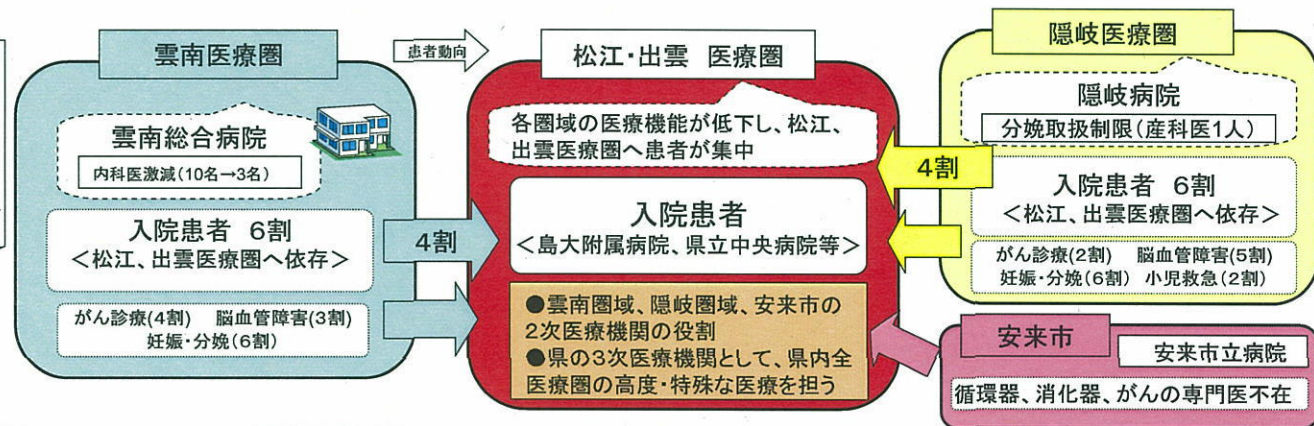 雲南医療圏
雲南総合病院
内科医激減(10名→3名)
入院患者 6割
<松江、出雲医療圏へ依存>
がん診療(4割) 脳血管障害(3割)
妊娠・分娩(6割)
患者動向
4割
松江・出雲 医療圏
各圏域の医療機能が低下し、松江、
出雲医療圏へ患者が集中
入院患者
<島大附属病院、県立中央病院等>
●雲南圏域、隠岐圏域、安来市の
2次医療機関の役割
●県の3次医療機関として、県内全
医療圏の高度・特殊な医療を担う
隠岐医療圏
隠岐病院
分娩取扱制限(産科医1人)
4割
入院患者 6割
<松江、出雲医療圏へ依存>
がん診療(2割) 脳血管障害(5割)
妊娠・分娩(6割) 小児救急(2割)
安来市
安来市立病院
循環器、消化器、がんの専門医不在